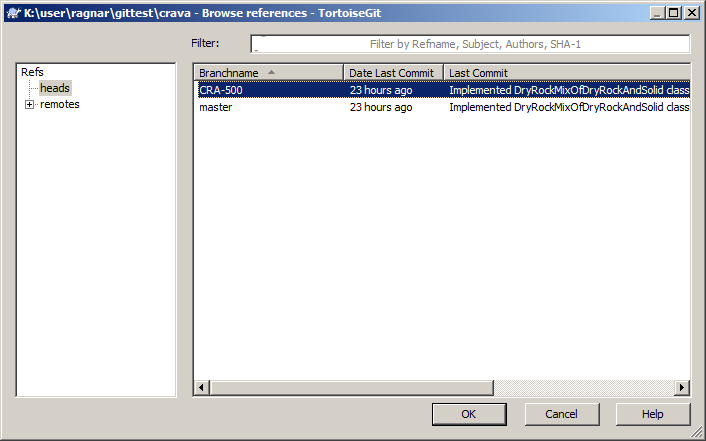 K:\user\ragnar\gittest\crava - Browse references - TortoiseGit
Filter: Filter by Refname, Subject, Authors, SHA-1
Refs
heads
remotes
Branchname Date Last Commit Last Commit
CRA-500 23 hours ago Implemented DryRockMixOfDryRockAndSolid class
master 23 hours ago Implemented DryRockMixOfDryRockAndSolid class
OK Cancel Help